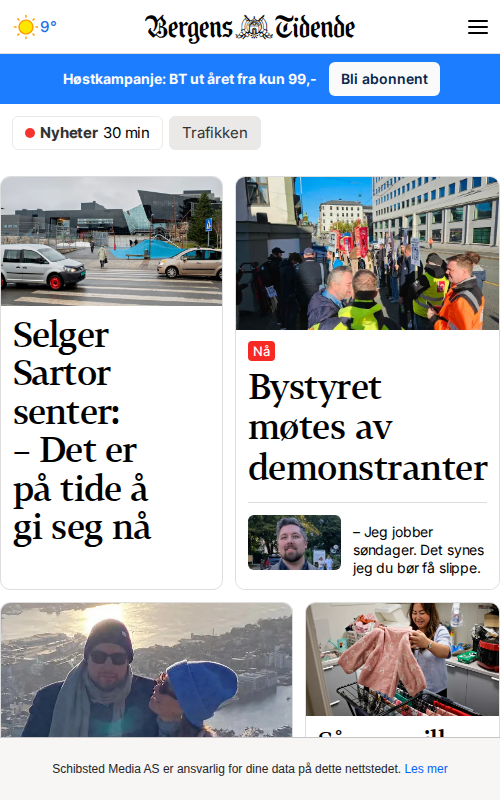 9°
Bergens Tidende
Høstkampanje: BT ut året fra kun 99,-
Bli abonnent
Nyheter 30 min
Trafikken
Selger
Sartor
senter:
– Det er
på tide å
gi seg nå
Nå
Bystyret
møtes av
demonstranter
– Jeg jobber
søndager. Det synes
jeg du bør få slippe.
Schibsted Media AS er ansvarlig for dine data på dette nettstedet. Les mer